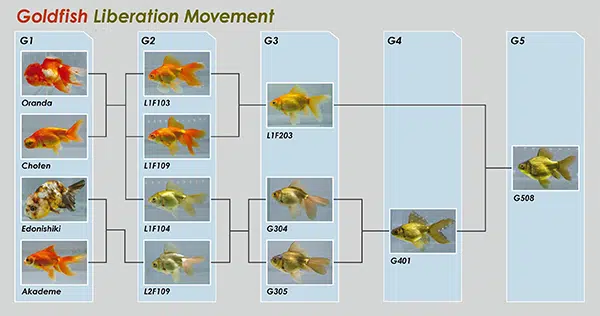 Goldfish Liberation Movement
G1
G2
G3
G4
G5
Oranda
L1F103
L1F203
Choten
L1F109
G508
Edonishiki
L1F104
G304
G401
Akademe
L2F109
G305